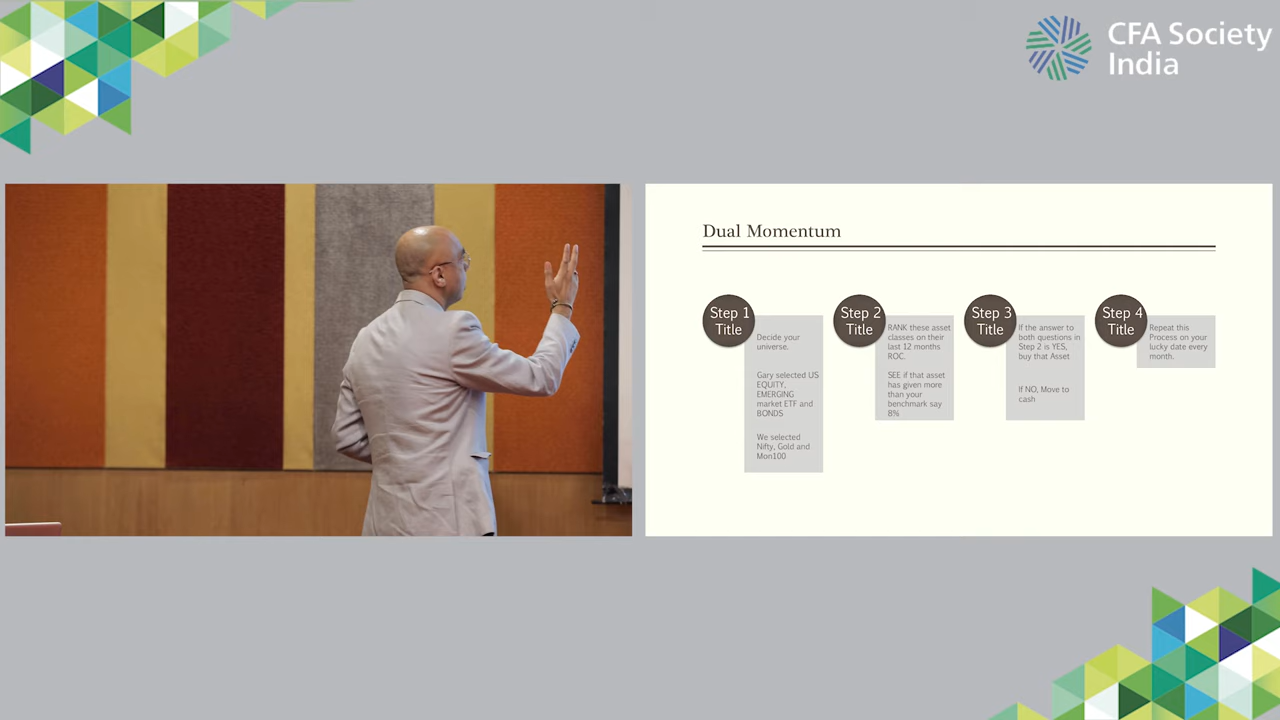 CFA Society
India
Dual Momentum
Step 1
Title
Decide your
universe.
Gary selected US
EQUITY,
EMERGING
market ETF and
BONDS
We selected
Nifty, Gold and
Mon100
Step 2
Title
RANK these asset
classes on their
last 12 months
ROC.
SEE if that asset
has given more
than your
benchmark say
8%
Step 3
Title
If the answer to
both questions in
Step 2 is YES,
buy that Asset
If NO, Move to
cash
Step 4
Title
Repeat this
Process on your
lucky date every
month.